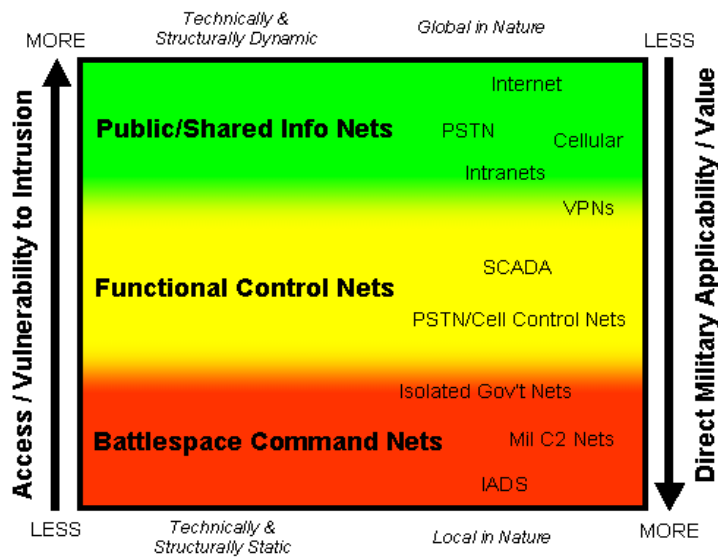 Technically &
Structurally Dynamic
Global in Nature
MORE
LESS
Access / Vulnerability to Intrusion
Direct Military Applicability / Value
Internet
Public/Shared Info Nets
PSTN
Cellular
Intranets
VPNs
SCADA
Functional Control Nets
PSTN/Cell Control Nets
Isolated Gov't Nets
Battlespace Command Nets
Mil C2 Nets
IADS
LESS
MORE
Technically &
Structurally Static
Local in Nature